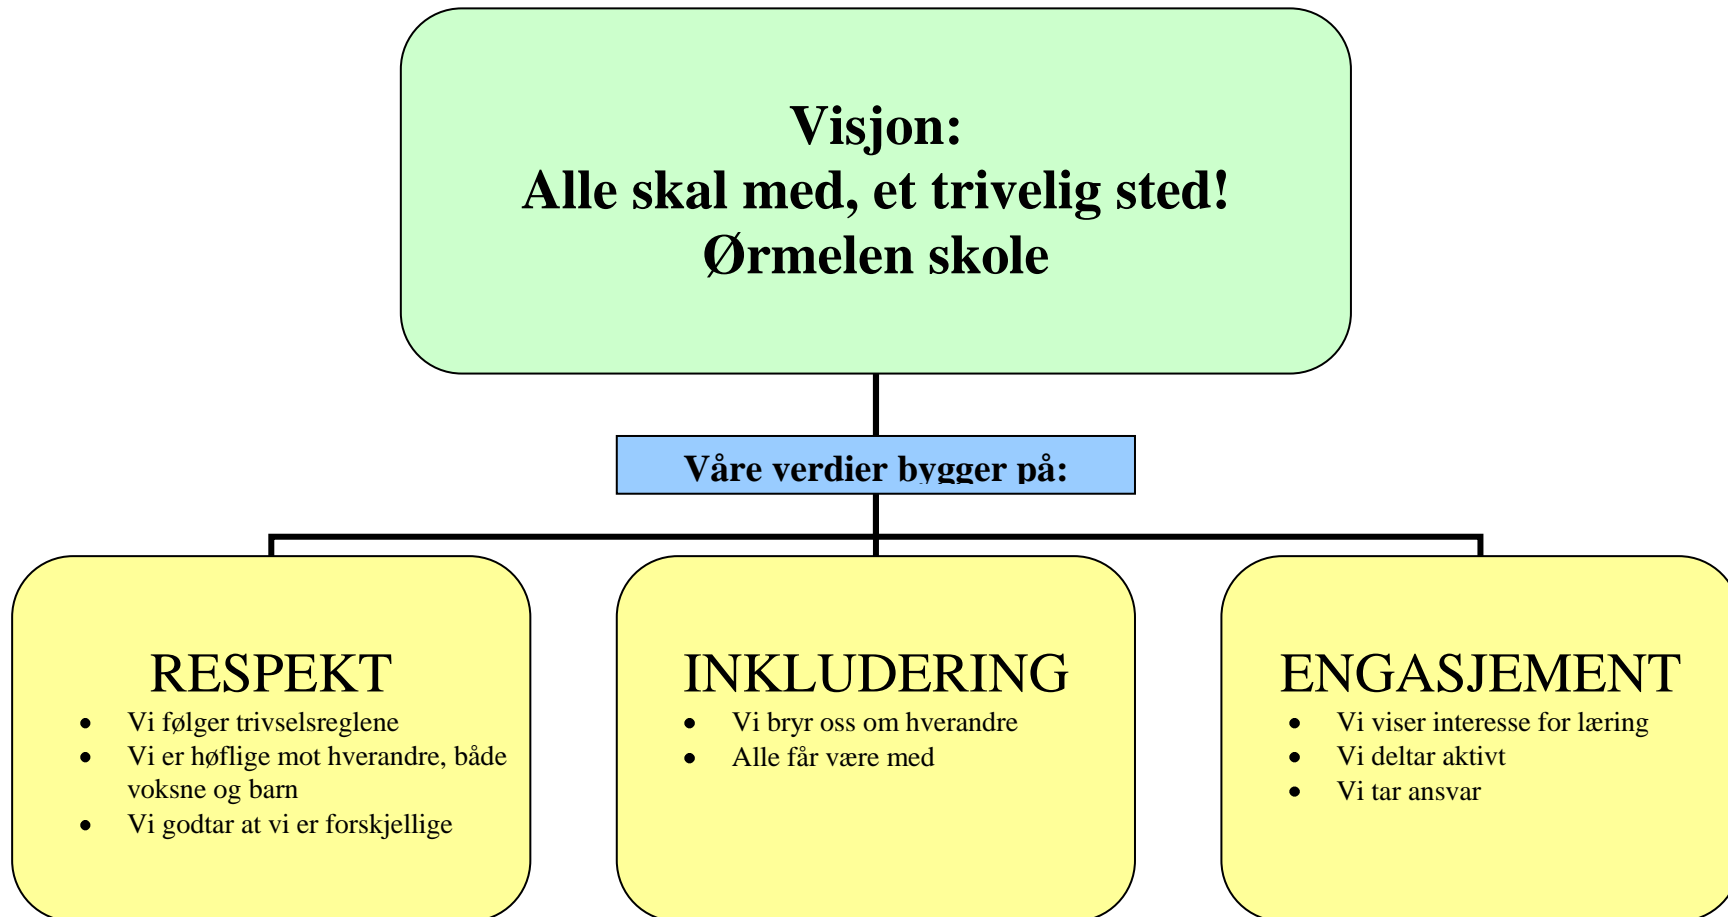 Visjon:
Alle skal med, et trivelig sted!
Ørmelen skole
Våre verdier bygger på:
RESPEKT
• Vi følger trivselsreglene
• Vi er høflige mot hverandre, både
voksne og barn
• Vi godtar at vi er forskjellige
INKLUDERING
• Vi bryr oss om hverandre
• Alle får være med
ENGASJEMENT
• Vi viser interesse for læring
• Vi deltar aktivt
• Vi tar ansvar